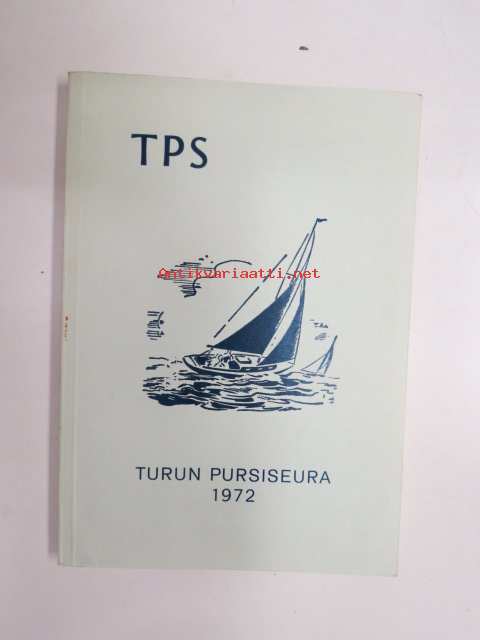 TPS
Antikvariaatti.net
TURUN PURSISEURA
1972